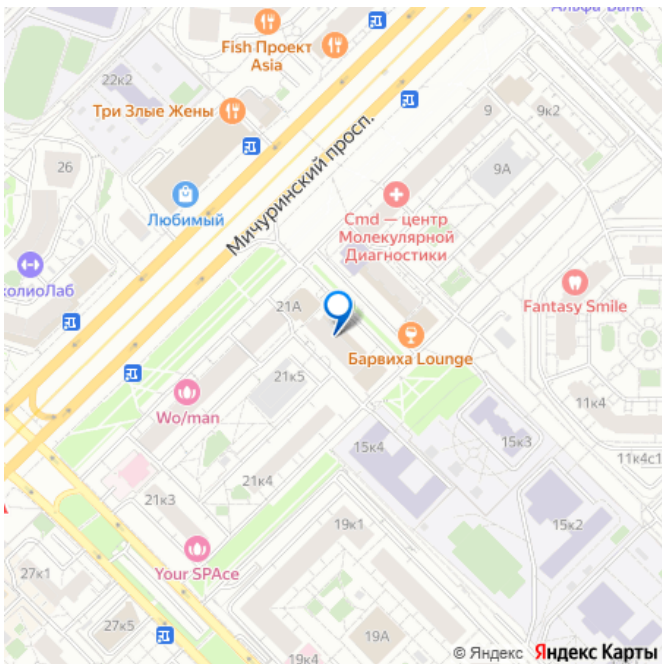 Альфа-Банк
Fish Проект
Asia
22к2
Три Злые Жены
9
9к2
26
9А
Мичуринский просп.
Любимый
Cmd — центр
Молекулярной
Диагностики
колиоЛаб
Fantasy Smile
21А
Барвиха Lounge
21к5
Wo/man
11к4
15к4
15к3
11к4с1
21к4
21к3
19к1
15к2
Your SPAce
27к1
27к5
19А
19к4
© Яндекс Яндекс Карты